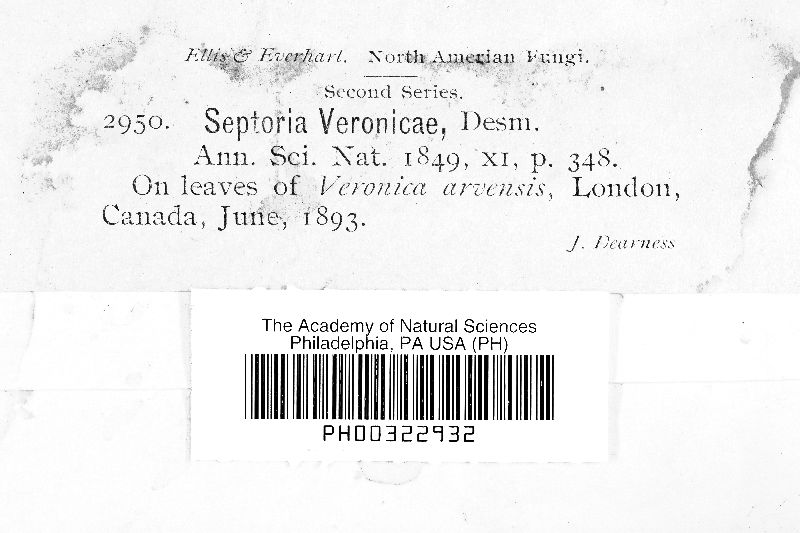 Ellis & Everhart. North Amerian Fungi.
Second Series.
2950. Septoria Veronicae, Desm.
Ann. Sci. Nat. 1849, XI, p. 348.
On leaves of Veronica arvensis, London,
Canada, June, 1893.
J. Dearness
The Academy of Natural Sciences
Philadelphia, PA USA (PH)
PH00322932